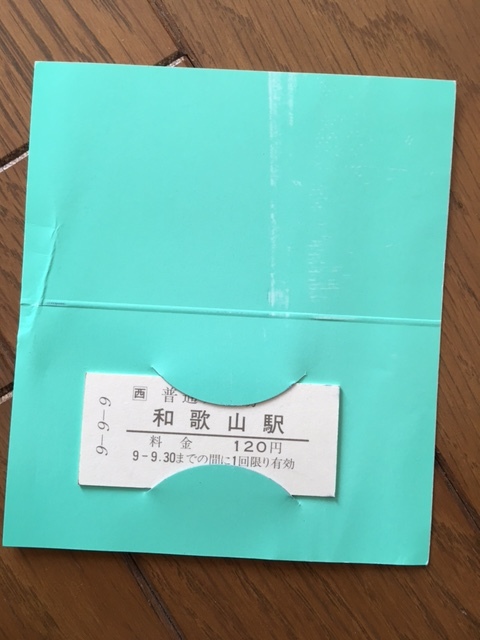 西 普通
和歌山駅
料金 120円
9-9.30までの間に1回限り有効
9-9-9